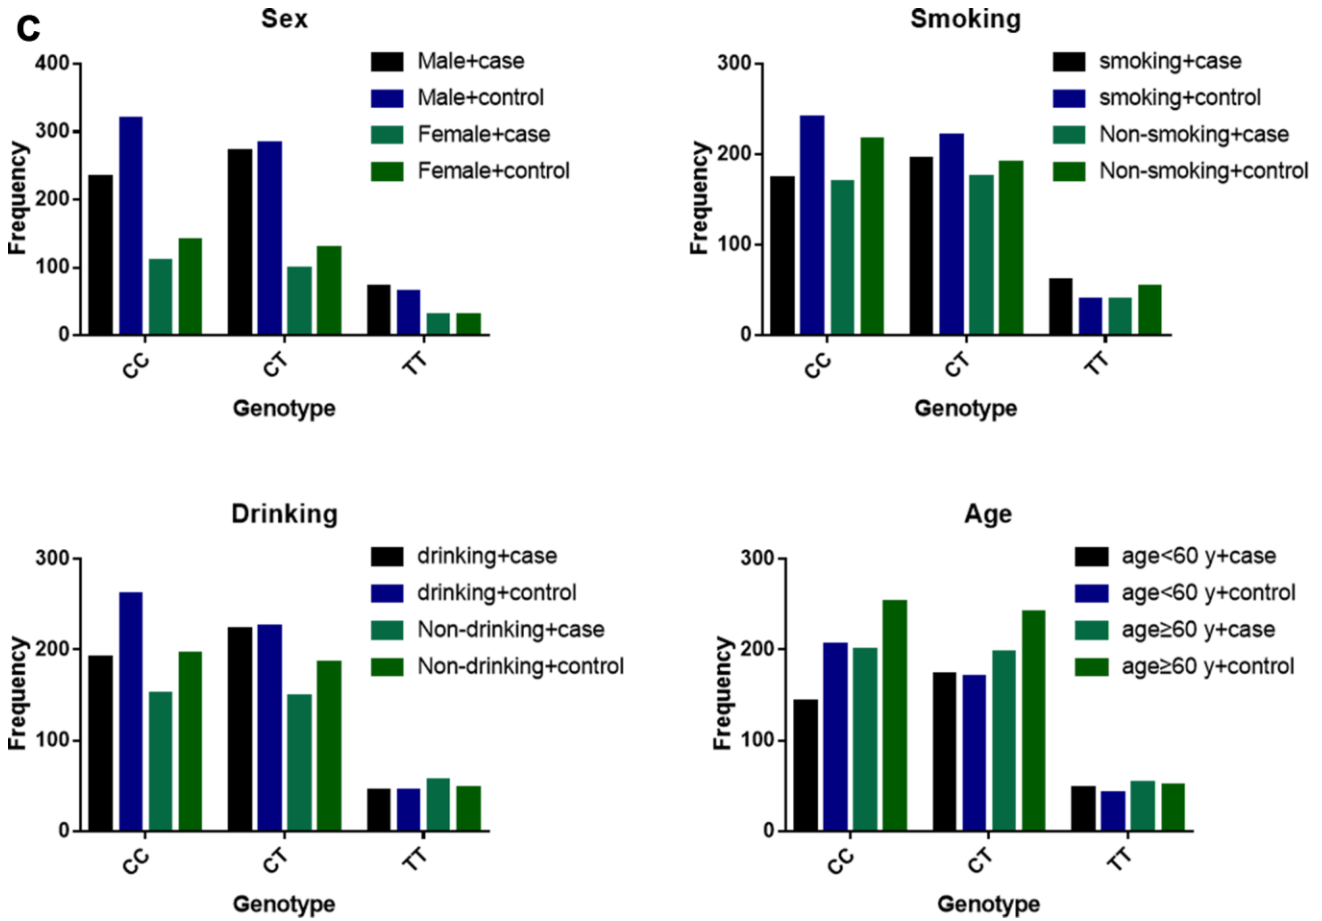 C
Sex
Frequency
400
300
200
100
0
CC
CT
TT
Genotype
Male+case
Male+control
Female+case
Female+control
Smoking
Frequency
300
200
100
0
CC
CT
TT
Genotype
smoking+case
smoking+control
Non-smoking+case
Non-smoking+control
Drinking
Frequency
300
200
100
0
CC
CT
TT
Genotype
drinking+case
drinking+control
Non-drinking+case
Non-drinking+control
Age
Frequency
300
200
100
0
CC
CT
TT
Genotype
age<60 y+case
age<60 y+control
age≥60 y+case
age≥60 y+control